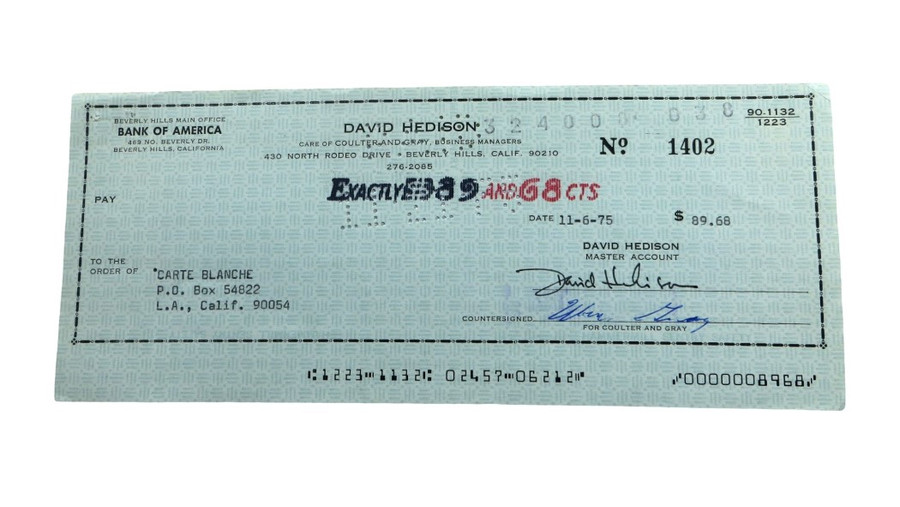 BEVERLY HILLS MAIN OFFICE
BANK OF AMERICA
469 NO. BEVERLY DR.
BEVERLY HILLS, CALIFORNIA
DAVID HEDISON
CARE OF COULTER AND GRAY, BUSINESS MANAGERS
430 NORTH RODEO DRIVE • BEVERLY HILLS, CALIF. 90210
276-2085
Nº 1402
90-1132
1223
PAY
EXACTLY $89 AND 68 CTS
DATE 11-6-75 $ 89.68
DAVID HEDISON
MASTER ACCOUNT
TO THE
ORDER OF
CARTE BLANCHE
P.O. Box 54822
L.A., Calif. 90054
David Hedison
COUNTERSIGNED
FOR COULTER AND GRAY
⑆1223⑉1132⑆ 02457⑉06212⑈ ⑈0000008968⑈